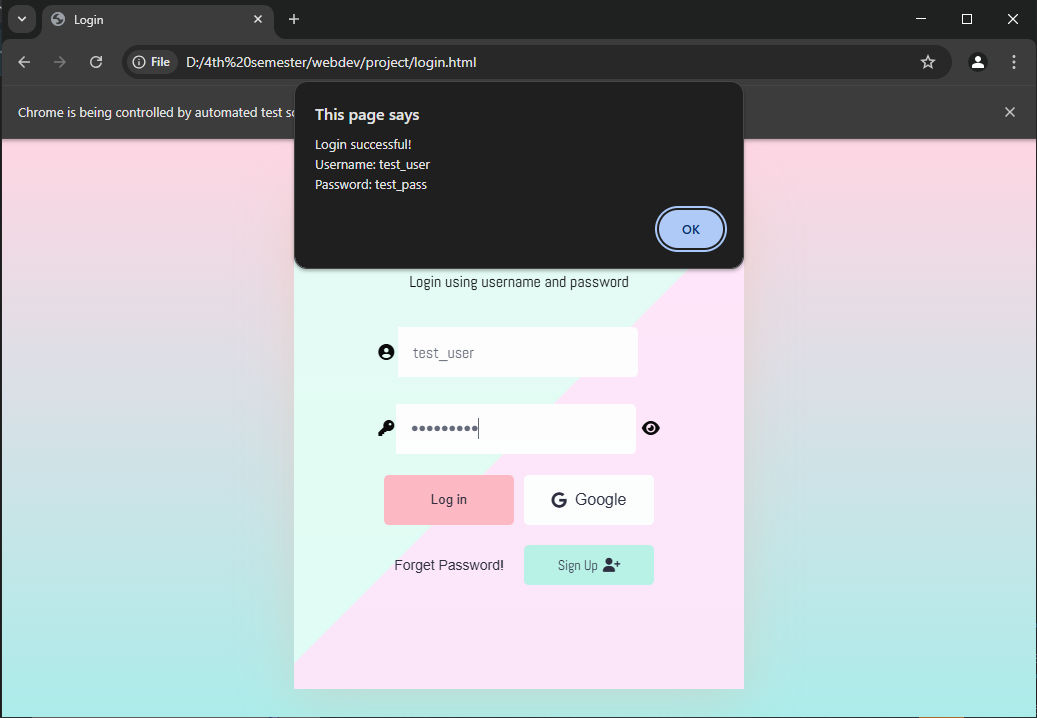 Login
File
D:/4th%20semester/webdev/project/login.html
Chrome is being controlled by automated test
This page says
Login successful!
Username: test_user
Password: test_pass
OK
Login using username and password
test_user
Log in
G Google
Forget Password!
Sign Up